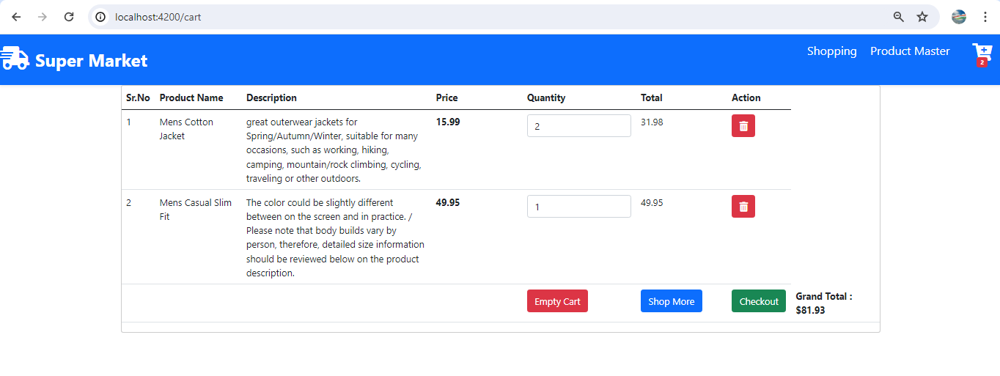 localhost:4200/cart
Super Market
Shopping Product Master
2
Sr.No Product Name Description Price Quantity Total Action
1 Mens Cotton Jacket great outerwear jackets for 15.99 2 31.98
Spring/Autumn/Winter, suitable for many
occasions, such as working, hiking,
camping, mountain/rock climbing, cycling,
traveling or other outdoors.
2 Mens Casual Slim Fit The color could be slightly different 49.95 1 49.95
between on the screen and in practice. /
Please note that body builds vary by
person, therefore, detailed size information
should be reviewed below on the product
description.
Empty Cart Shop More Checkout Grand Total :
$81.93